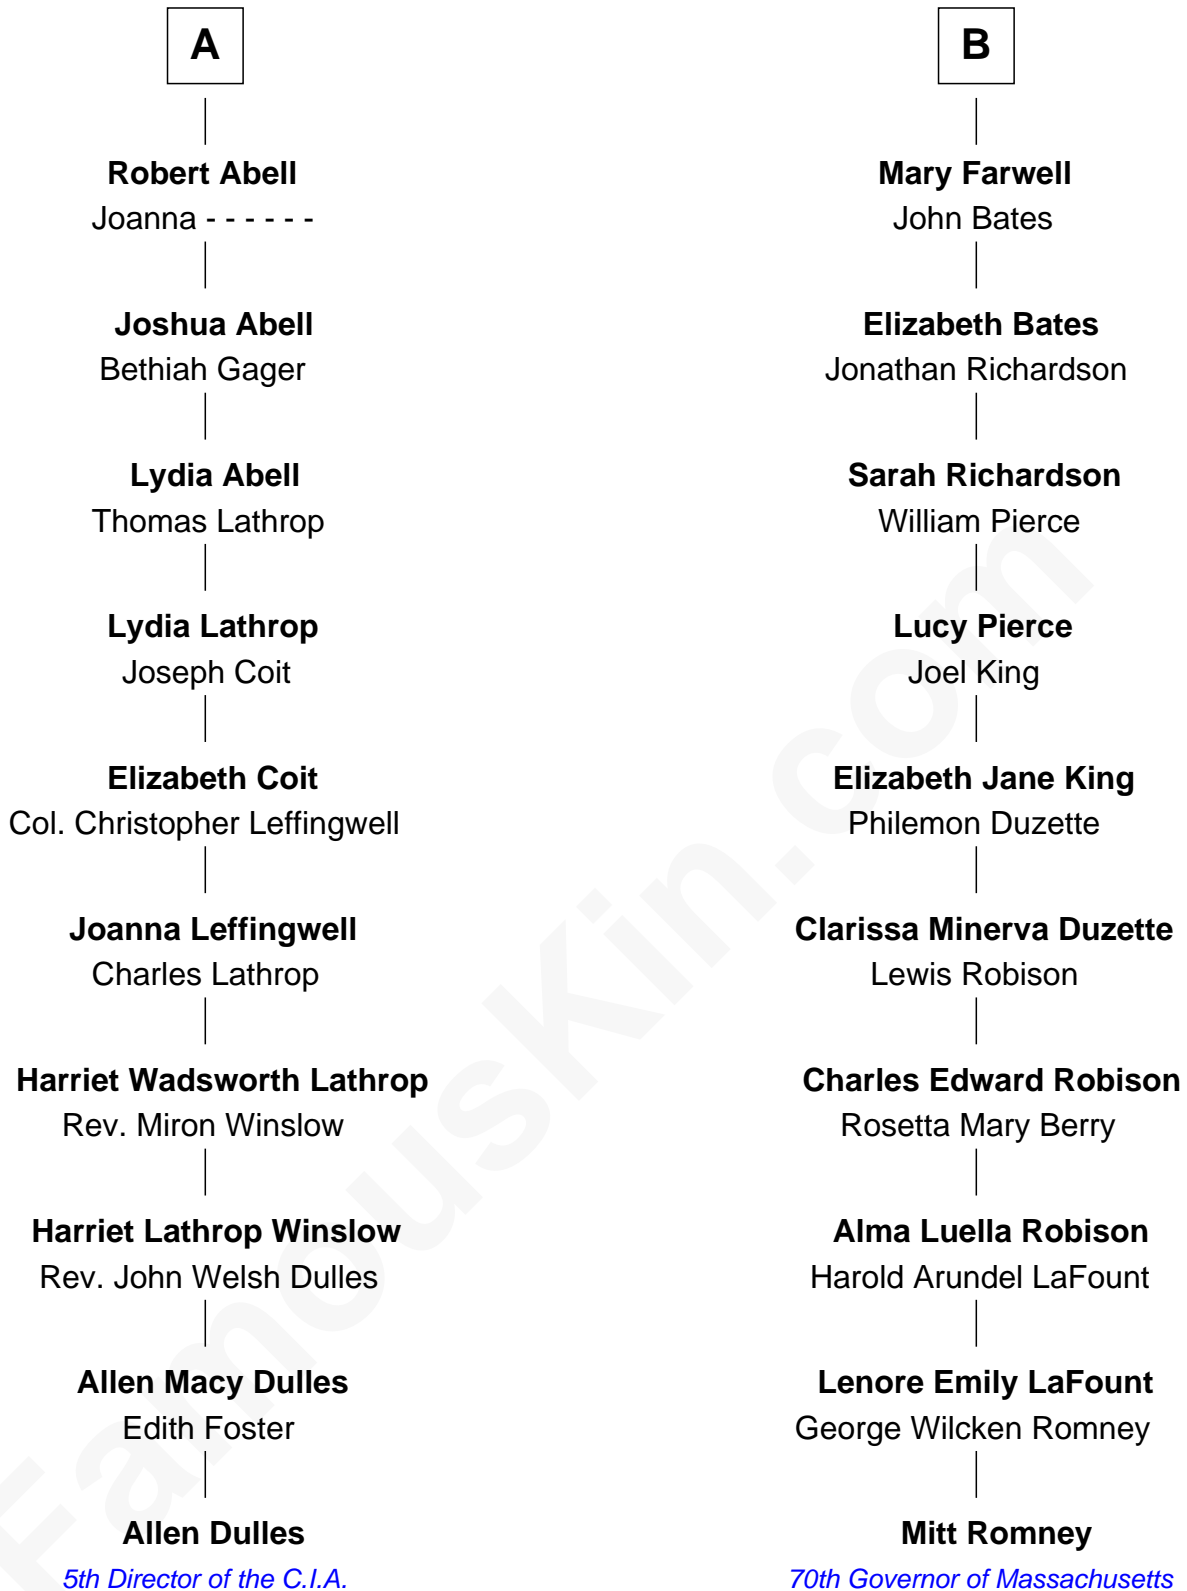 A
Robert Abell
Joanna - - - - - -
Joshua Abell
Bethiah Gager
Lydia Abell
Thomas Lathrop
Lydia Lathrop
Joseph Coit
Elizabeth Coit
Col. Christopher Leffingwell
Joanna Leffingwell
Charles Lathrop
Harriet Wadsworth Lathrop
Rev. Miron Winslow
Harriet Lathrop Winslow
Rev. John Welsh Dulles
Allen Macy Dulles
Edith Foster
Allen Dulles
5th Director of the C.I.A.
B
Mary Farwell
John Bates
Elizabeth Bates
Jonathan Richardson
Sarah Richardson
William Pierce
Lucy Pierce
Joel King
Elizabeth Jane King
Philemon Duzette
Clarissa Minerva Duzette
Lewis Robison
Charles Edward Robison
Rosetta Mary Berry
Alma Luella Robison
Harold Arundel LaFount
Lenore Emily LaFount
George Wilcken Romney
Mitt Romney
70th Governor of Massachusetts
FamousKin.com